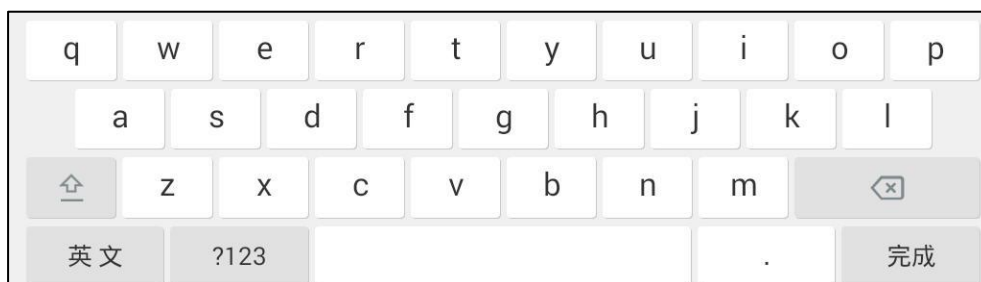 q w e r t y u i o p
a s d f g h j k l
z x c v b n m
英文 ?123 . 完成